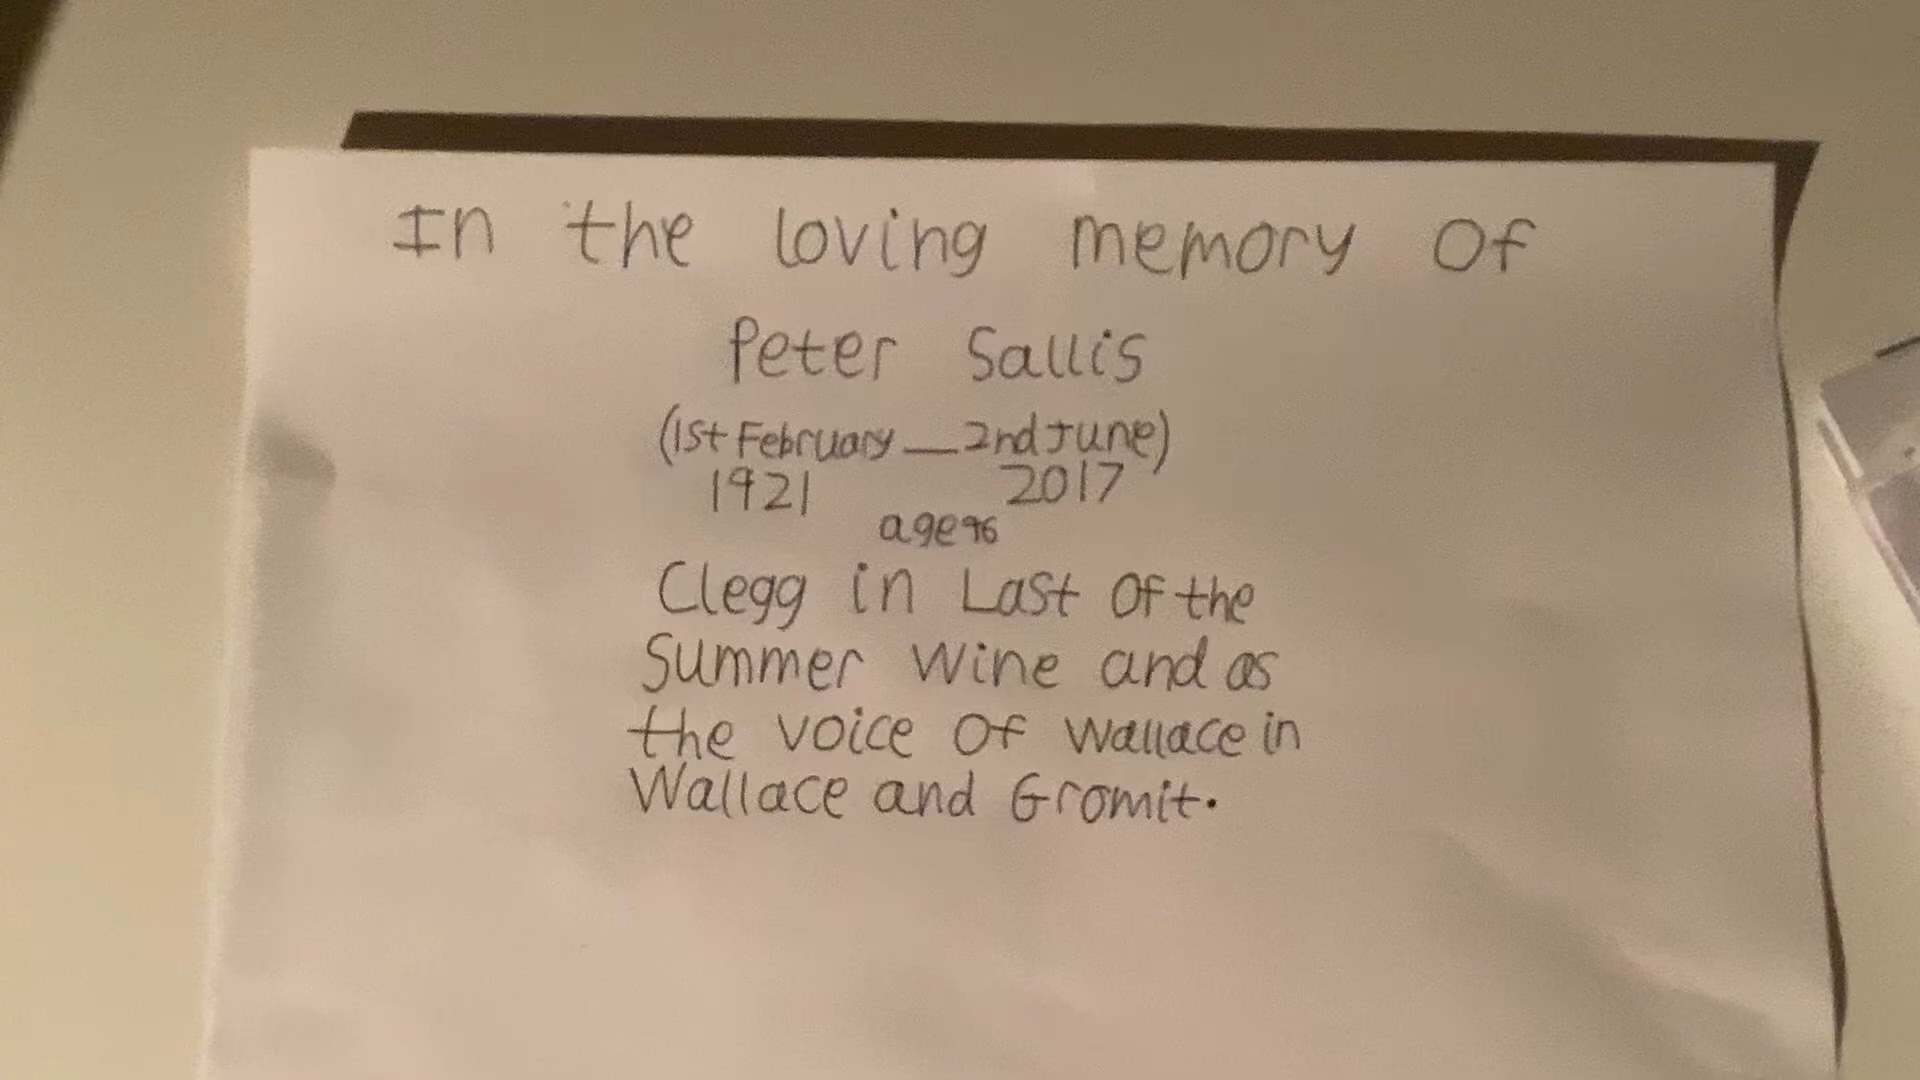 In the loving memory of
Peter Sallis
(1st February — 2nd June)
1921 2017
age 96
Clegg in Last Of the
Summer Wine and as
the voice of Wallace in
Wallace and Gromit.